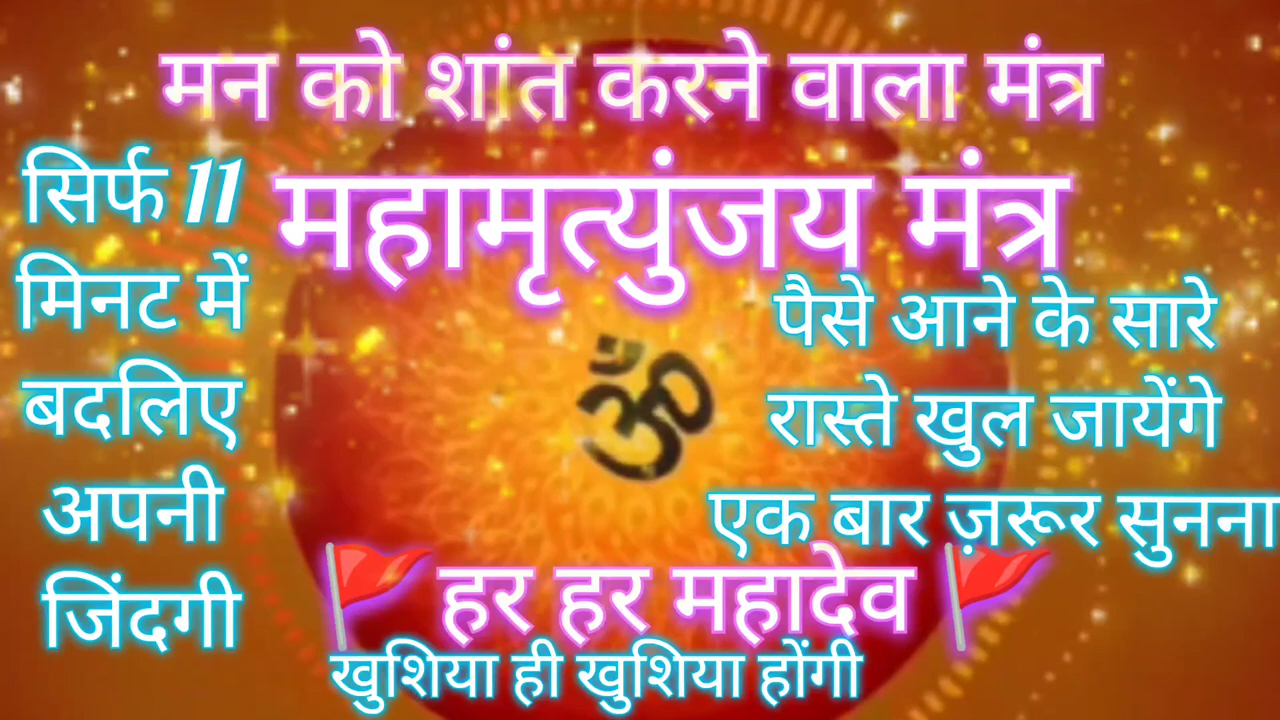 मन को शांत करने वाला मंत्र
महामृत्युंजय मंत्र
सिर्फ 11
मिनट में
बदलिए
अपनी
जिंदगी
ॐ
पैसे आने के सारे
रास्ते खुल जायेंगे
एक बार ज़रूर सुनना
🚩हर हर महादेव🚩
खुशिया ही खुशिया होंगी